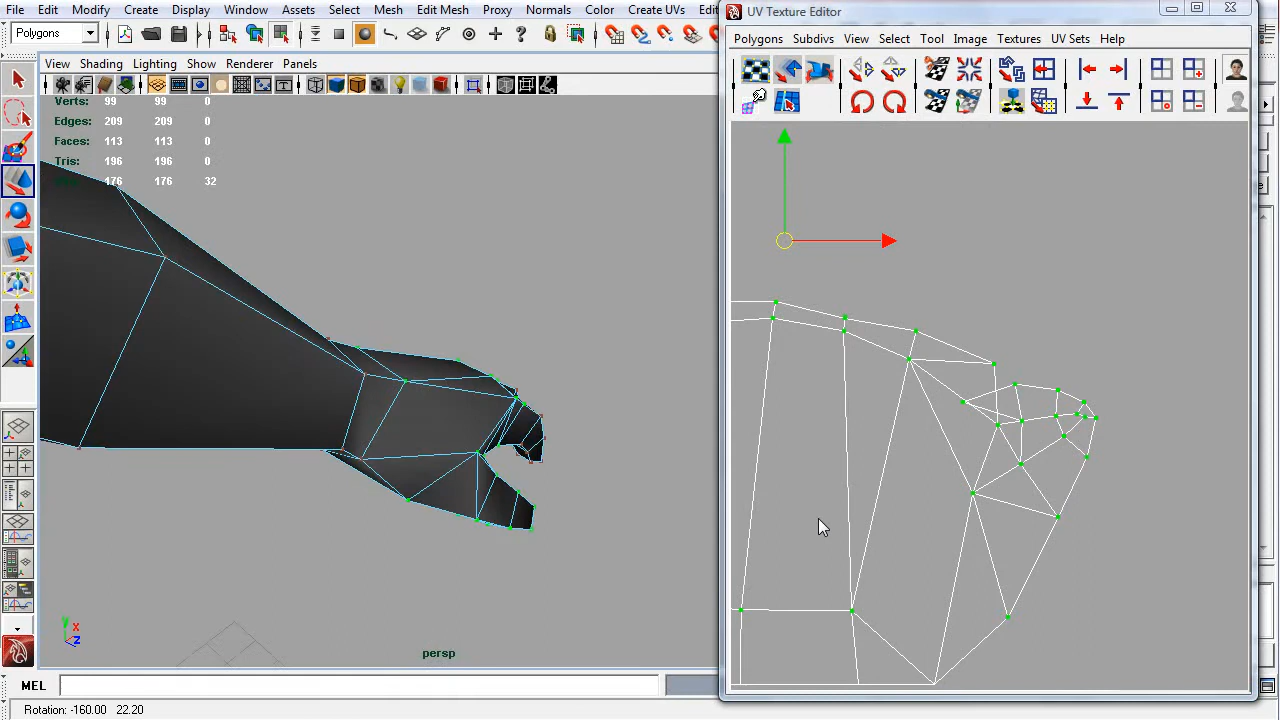 File Edit Modify Create Display Window Assets Select Mesh Edit Mesh Proxy Normals Color Create UVs Edit
UV Texture Editor
Polygons
Polygons Subdivs View Select Tool Image Textures UV Sets Help
View Shading Lighting Show Renderer Panels
Verts: 99 99 0
Edges: 209 209 0
Faces: 113 113 0
Tris: 196 196 0
176 176 32
X
Z
persp
MEL
Rotation: -160.00 22.20